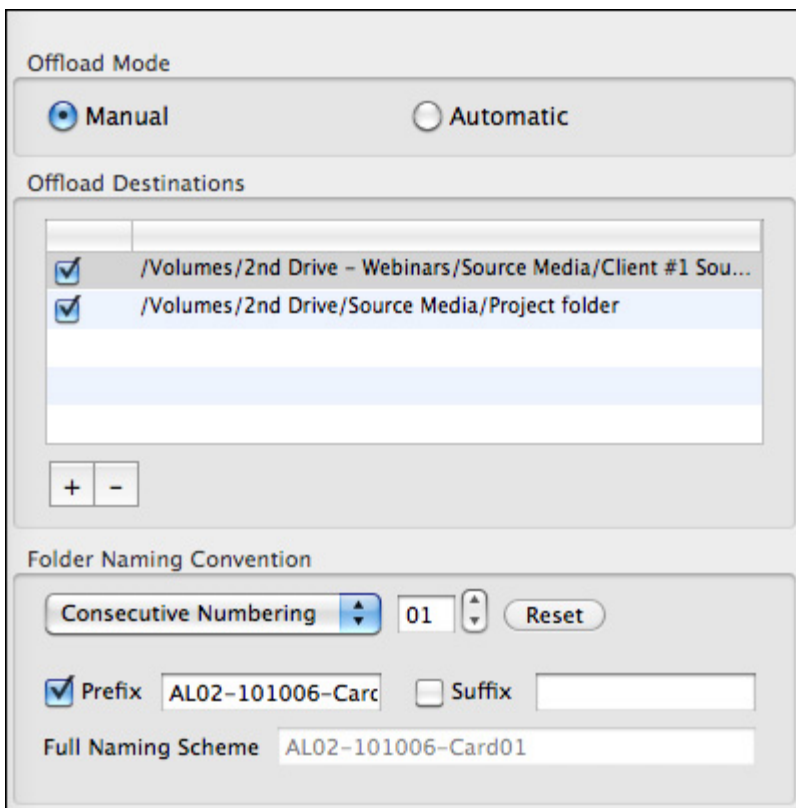 Offload Mode
Manual Automatic
Offload Destinations
/Volumes/2nd Drive – Webinars/Source Media/Client #1 Sou...
/Volumes/2nd Drive/Source Media/Project folder
+ -
Folder Naming Convention
Consecutive Numbering 01 Reset
Prefix AL02-101006-Card Suffix
Full Naming Scheme AL02-101006-Card01